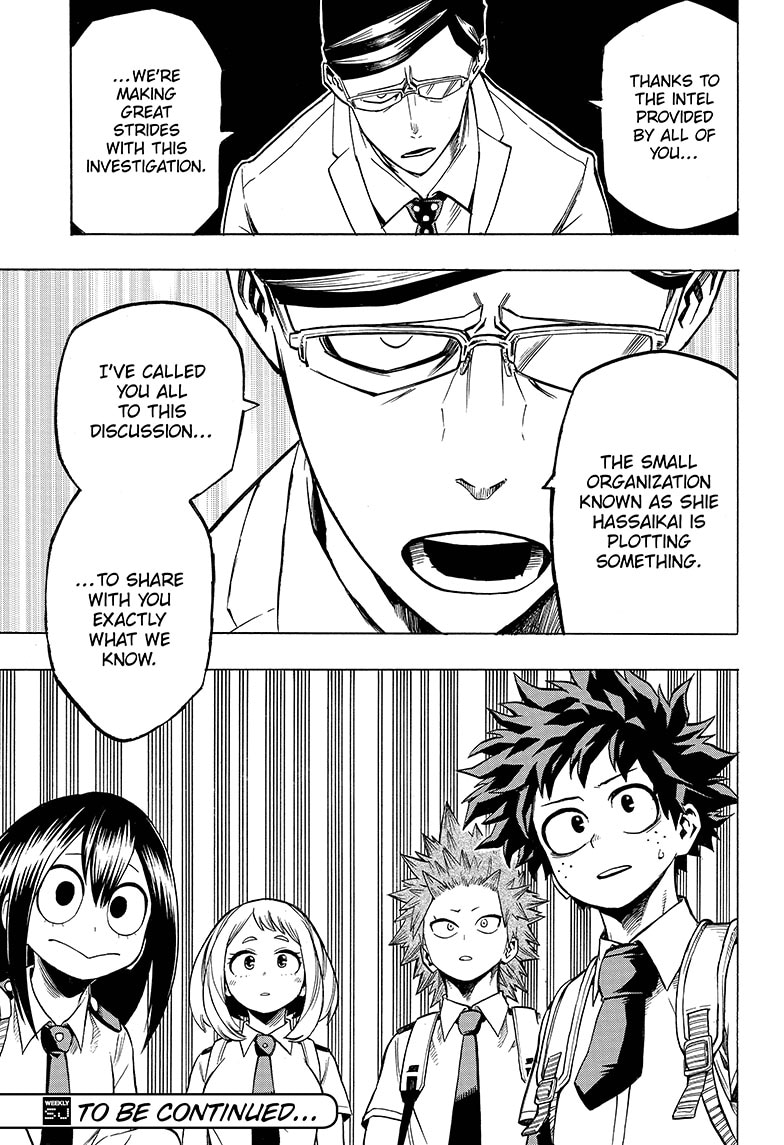 THANKS TO
THE INTEL
PROVIDED
BY ALL OF
YOU...
...WE'RE
MAKING
GREAT
STRIDES
WITH THIS
INVESTIGATION.
THE SMALL
ORGANIZATION
KNOWN AS SHIE
HASSAIKAI IS
PLOTTING
SOMETHING.
I'VE CALLED
YOU ALL
TO THIS
DISCUSSION...
...TO SHARE
WITH YOU
EXACTLY
WHAT WE
KNOW.
WEEKLY
SJ
TO BE CONTINUED...